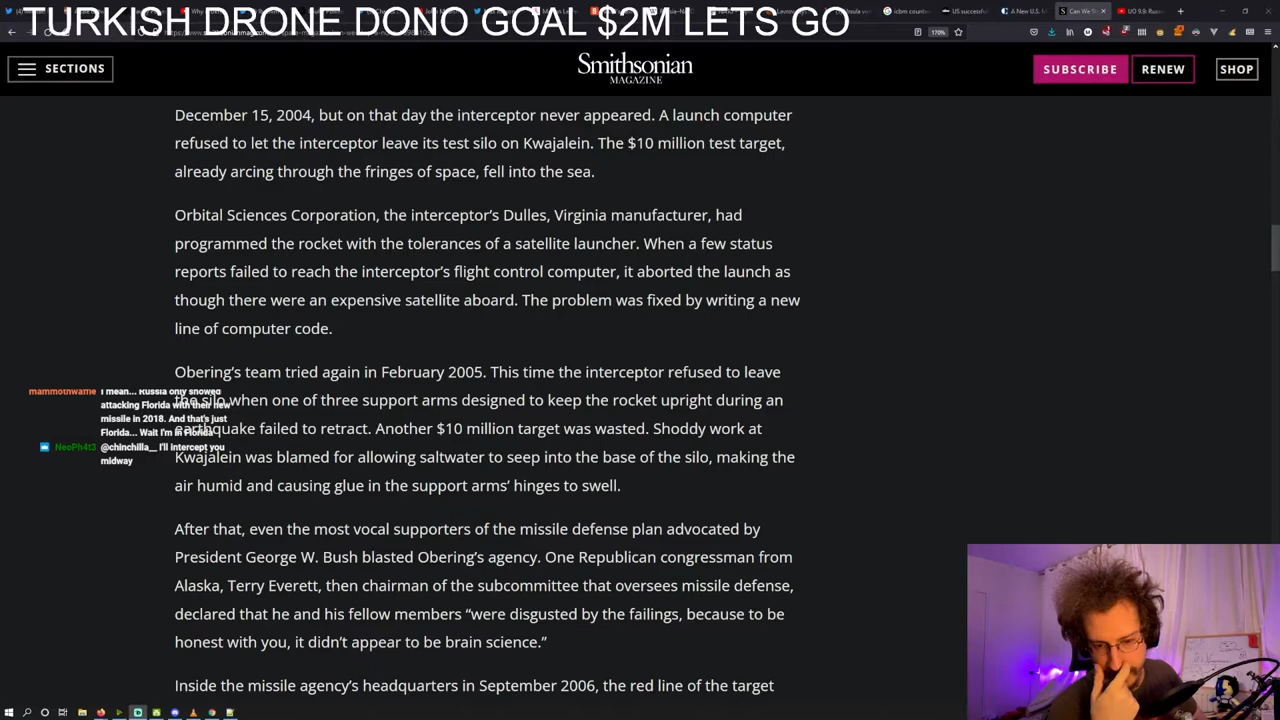 TURKISH DRONE DONO GOAL $2M LETS GO
170%
SECTIONS
Smithsonian
MAGAZINE
SUBSCRIBE
RENEW
SHOP
December 15, 2004, but on that day the interceptor never appeared. A launch computer
refused to let the interceptor leave its test silo on Kwajalein. The $10 million test target,
already arcing through the fringes of space, fell into the sea.
Orbital Sciences Corporation, the interceptor's Dulles, Virginia manufacturer, had
programmed the rocket with the tolerances of a satellite launcher. When a few status
reports failed to reach the interceptor's flight control computer, it aborted the launch as
though there were an expensive satellite aboard. The problem was fixed by writing a new
line of computer code.
Obering's team tried again in February 2005. This time the interceptor refused to leave
the silo when one of three support arms designed to keep the rocket upright during an
earthquake failed to retract. Another $10 million target was wasted. Shoddy work at
Kwajalein was blamed for allowing saltwater to seep into the base of the silo, making the
air humid and causing glue in the support arms' hinges to swell.
After that, even the most vocal supporters of the missile defense plan advocated by
President George W. Bush blasted Obering's agency. One Republican congressman from
Alaska, Terry Everett, then chairman of the subcommittee that oversees missile defense,
declared that he and his fellow members “were disgusted by the failings, because to be
honest with you, it didn't appear to be brain science.”
Inside the missile agency's headquarters in September 2006, the red line of the target
I mean... Russia only showed
attacking Florida with their new
missile in 2018. And that's just
Florida... Wait I'm in Florida
NeoPh4t3 @chinchilla__ I'll intercept you
midway